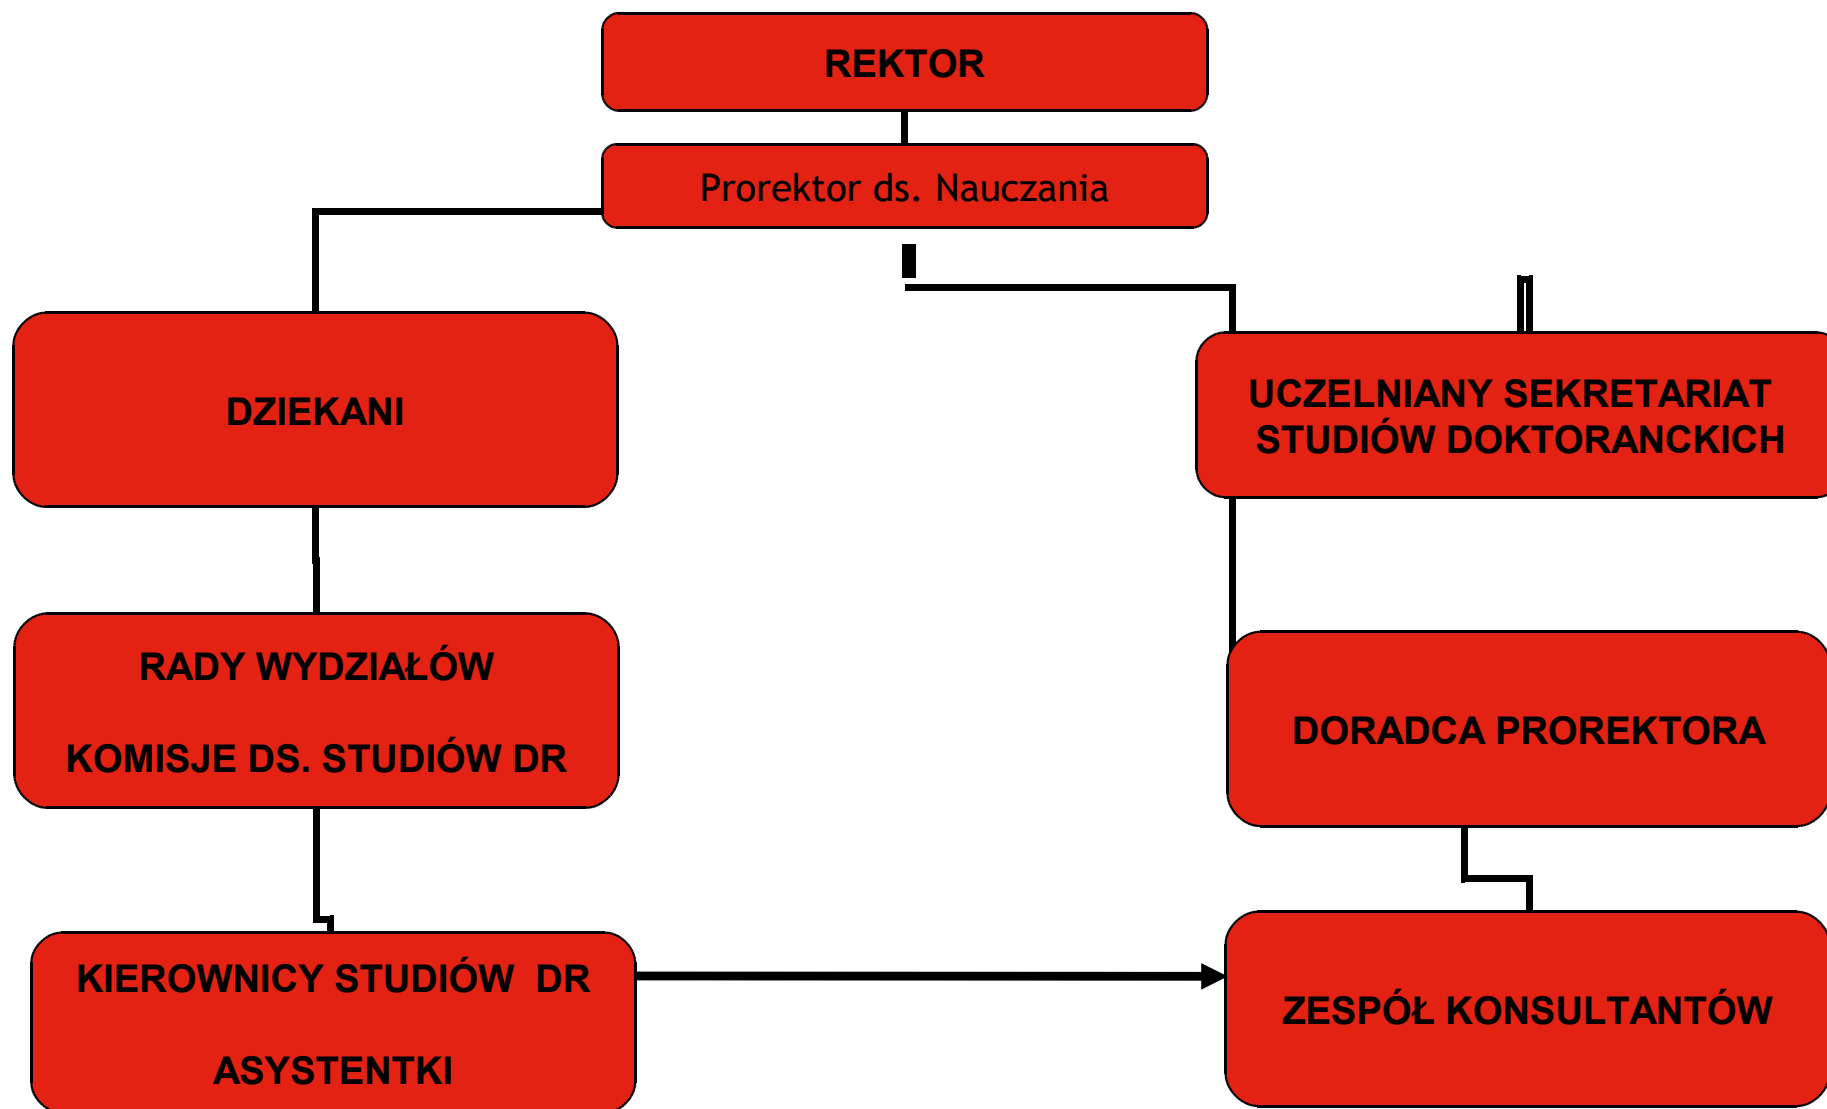 REKTOR
Prorektor ds. Nauczania
DZIEKANI
UCZELNIANY SEKRETARIAT
STUDIÓW DOKTORANCKICH
RADY WYDZIAŁÓW
KOMISJE DS. STUDIÓW DR
DORADCA PROREKTORA
KIEROWNICY STUDIÓW  DR
ASYSTENTKI
ZESPÓŁ KONSULTANTÓW